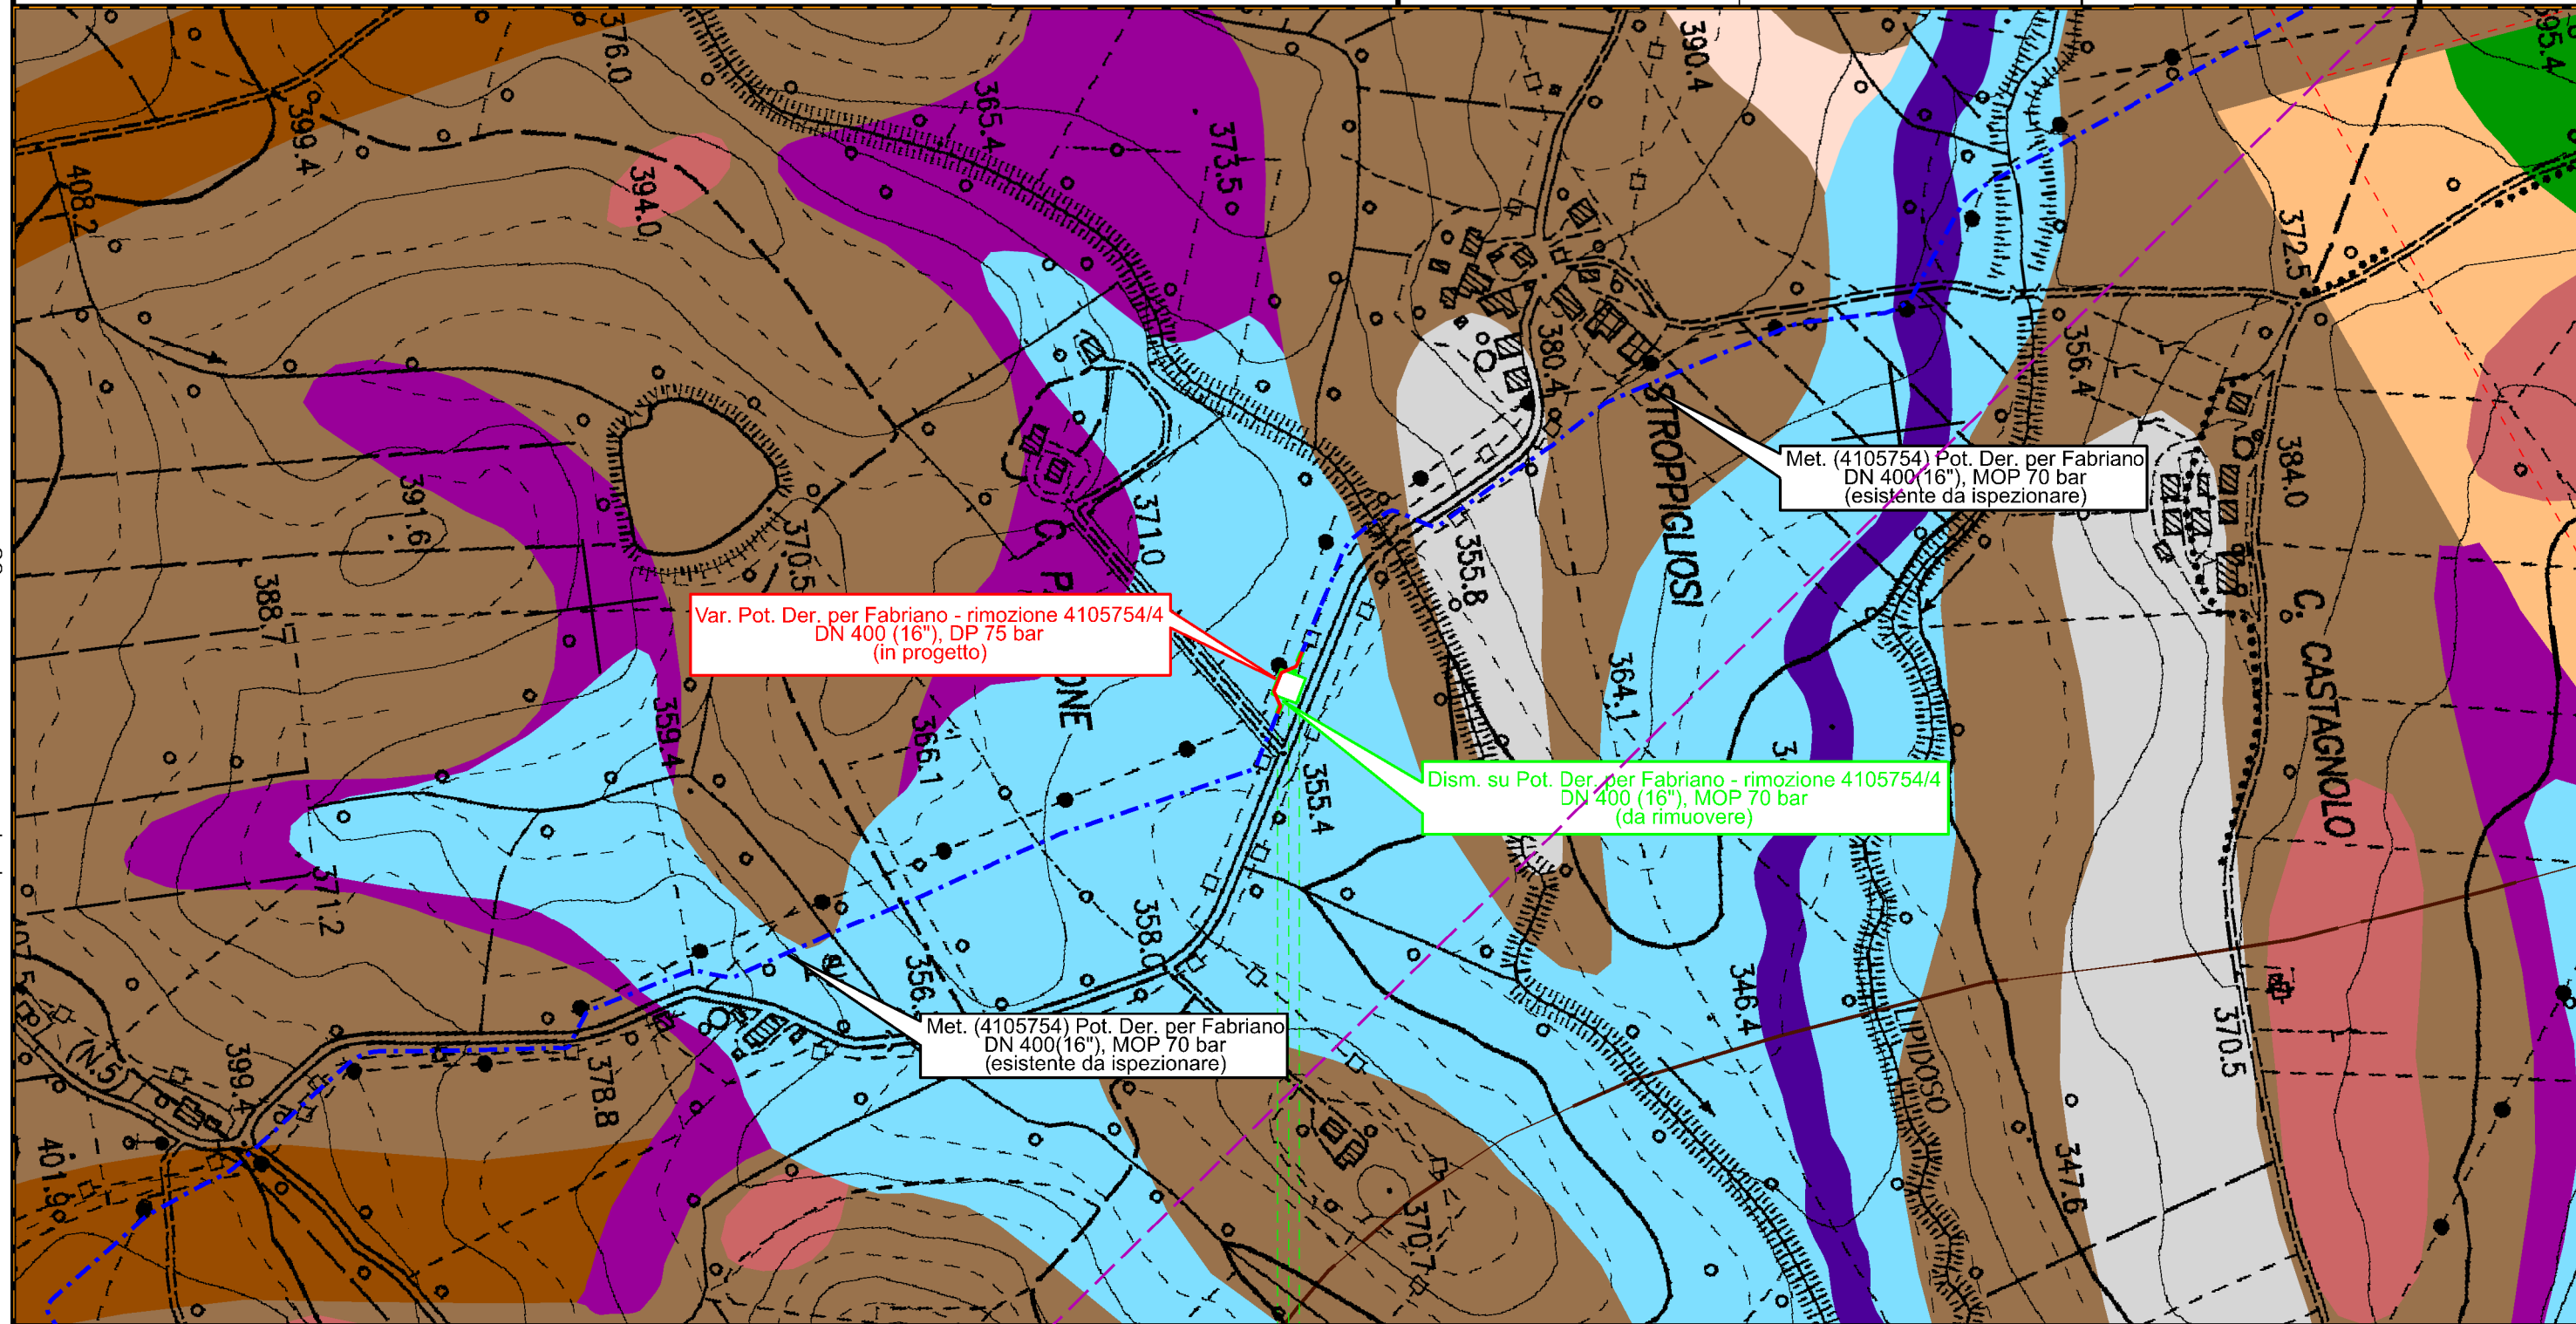 376.0
390.4
395.4
399.4
365.4
373.5
408.2
394.0
372.5
380.4
356.4
STROPPIGLIOSI
Met. (4105754) Pot. Der. per Fabriano
DN 400(16"), MOP 70 bar
(esistente da ispezionare)
384.0
391.6
370.5
371.0
C.
355.8
388.7
Var. Pot. Der. per Fabriano - rimozione 4105754/4
DN 400 (16"), DP 75 bar
(in progetto)
C. CASTAGNOLO
364.1
359.4
366.1
ONE
355.4
Dism. su Pot. Der. per Fabriano - rimozione 4105754/4
DN 400 (16"), MOP 70 bar
(da rimuovere)
371.2
358.0
356.
346.4
LIPIDOSO
370.5
Met. (4105754) Pot. Der. per Fabriano
DN 400(16"), MOP 70 bar
(esistente da ispezionare)
(N.5)
399.4
378.8
401.9
347.6
370.7